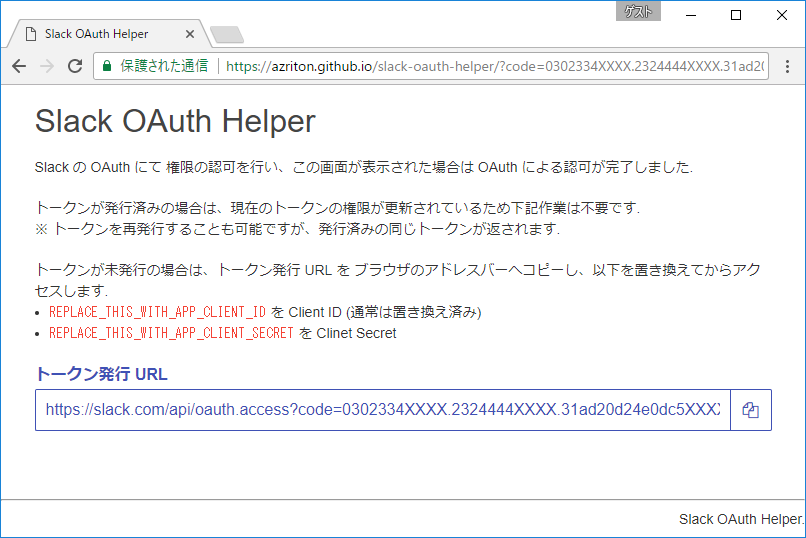 ゲスト
Slack OAuth Helper
保護された通信 https://azriton.github.io/slack-oauth-helper/?code=0302334XXXX.2324444XXXX.31ad20
Slack OAuth Helper
Slack の OAuth にて 権限の認可を行い、この画面が表示された場合は OAuth による認可が完了しました.
トークンが発行済みの場合は、現在のトークンの権限が更新されているため下記作業は不要です.
※ トークンを再発行することも可能ですが、発行済みの同じトークンが返されます.
トークンが未発行の場合は、トークン発行 URL を ブラウザのアドレスバーへコピーし、以下を置き換えてからアク
セスします.
• REPLACE_THIS_WITH_APP_CLIENT_ID を Client ID (通常は置き換え済み)
• REPLACE_THIS_WITH_APP_CLIENT_SECRET を Clinet Secret
トークン発行 URL
https://slack.com/api/oauth.access?code=0302334XXXX.2324444XXXX.31ad20d24e0dc5XXX
Slack OAuth Helper.